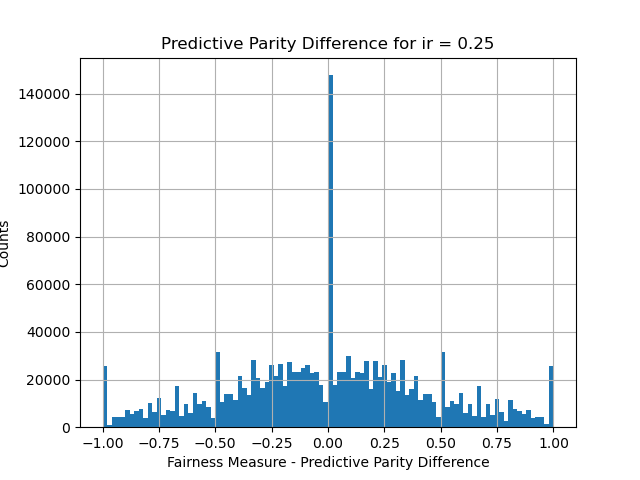 Predictive Parity Difference for ir = 0.25
Counts
140000
120000
100000
80000
60000
40000
20000
0
−1.00 −0.75 −0.50 −0.25 0.00 0.25 0.50 0.75 1.00
Fairness Measure - Predictive Parity Difference